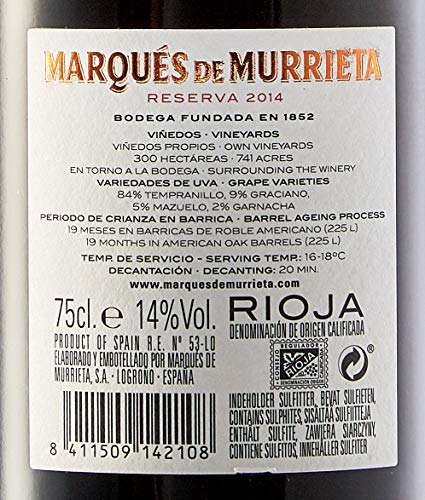 MARQUÉS DE MURRIETA
RESERVA 2014
BODEGA FUNDADA EN 1852
VIÑEDOS · VINEYARDS
VIÑEDOS PROPIOS · OWN VINEYARDS
300 HECTÁREAS · 741 ACRES
EN TORNO A LA BODEGA · SURROUNDING THE WINERY
VARIEDADES DE UVA · GRAPE VARIETIES
84% TEMPRANILLO, 9% GRACIANO,
5% MAZUELO, 2% GARNACHA
PERIODO DE CRIANZA EN BARRICA · BARREL AGEING PROCESS
19 MESES EN BARRICAS DE ROBLE AMERICANO (225 L)
19 MONTHS IN AMERICAN OAK BARRELS (225 L)
TEMP. DE SERVICIO · SERVING TEMP: 16-18ºC
DECANTACIÓN · DECANTING: 20 MIN.
www.marquesdemurrieta.com
75cl. e 14%Vol.
PRODUCT OF SPAIN R.E. Nº 53-LO
ELABORADO Y EMBOTELLADO POR MARQUÉS DE
MURRIETA, S.A. · LOGROÑO · ESPAÑA
8 411509 142108
RIOJA
DENOMINACIÓN DE ORIGEN CALIFICADA
CONSEJO REGULADOR
RIOJA
DENOMINACIÓN ORIGEN
INDEHOLDER SULFITTER, BEVAT SULFIETEN,
CONTAINS SULPHITES, SISÄLTÄÄ SULFIITTEJA
ENTHÄLT SULFITE, ZAWIERA SIARCZYNY,
CONTIENE SULFITOS, INNEHÅLLER SULFITER